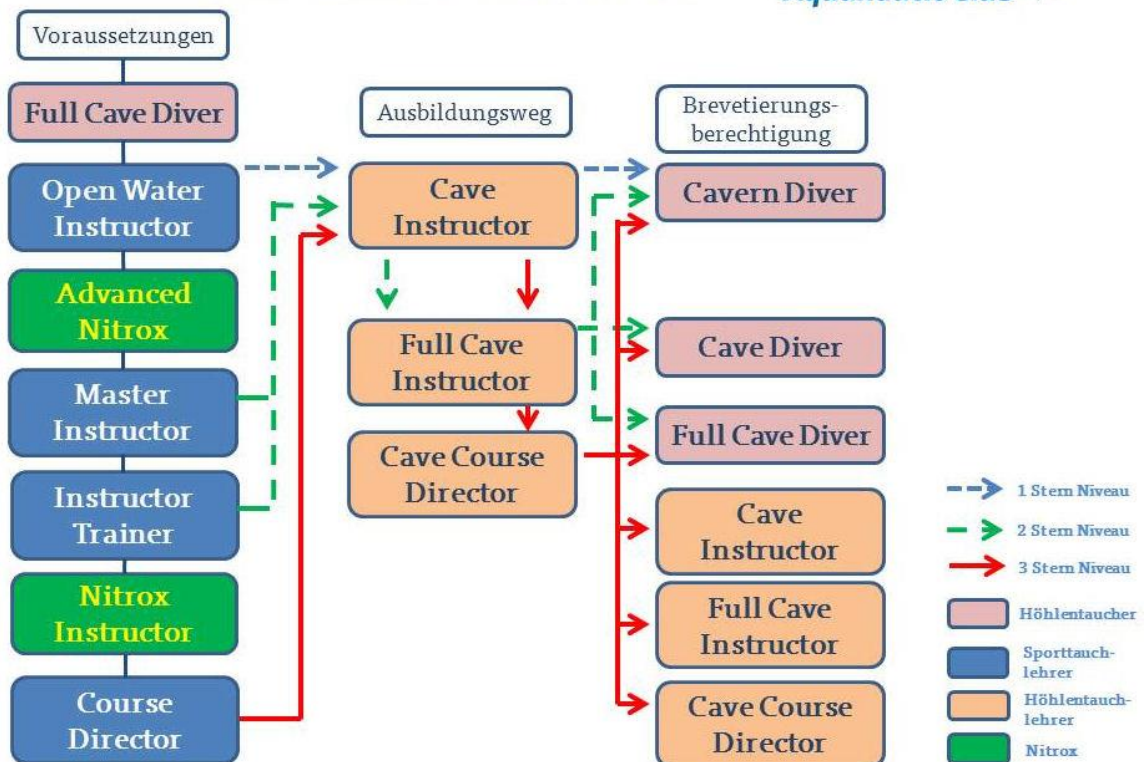 Voraussetzungen
Full Cave Diver
Open Water
Instructor
Advanced
Nitrox
Master
Instructor
Instructor
Trainer
Nitrox
Instructor
Course
Director
Ausbildungsweg
Cave
Instructor
Full Cave
Instructor
Cave Course
Director
Brevetierungs-
berechtigung
Cavern Diver
Cave Diver
Full Cave Diver
Cave
Instructor
Full Cave
Instructor
Cave Course
Director
1 Stern Niveau
2 Stern Niveau
3 Stern Niveau
Höhlentaucher
Sporttauch-
lehrer
Höhlentauch-
lehrer
Nitrox